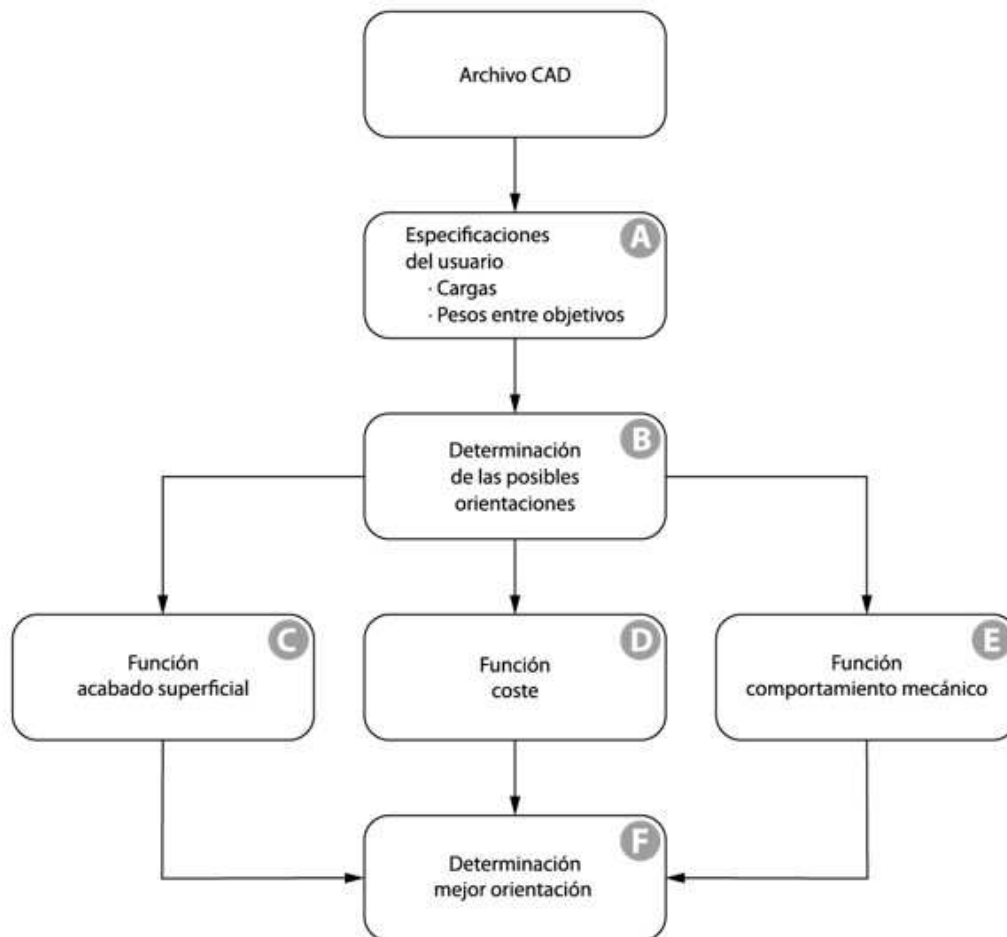 Archivo CAD
A
Especificaciones
del usuario
· Cargas
· Pesos entre objetivos
B
Determinación
de las posibles
orientaciones
C
Función
acabado superficial
D
Función
coste
E
Función
comportamiento mecánico
F
Determinación
mejor orientación